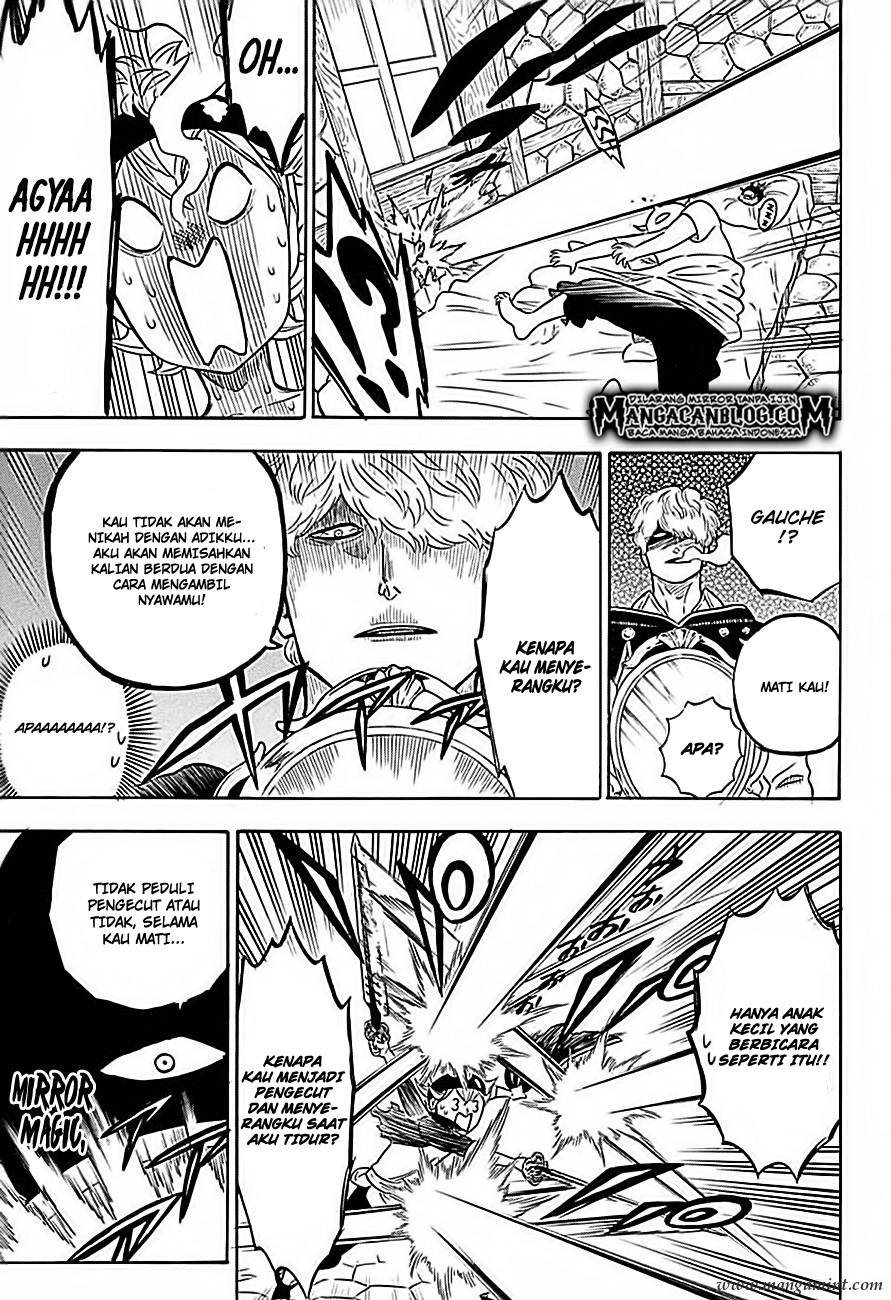 OH...
AGYAA
HHHH
HH!!!
!?
DILARANG MIRROR TANPA IJIN
MANGACANBLOG.COM
BACA MANGA BAHASA INDONESIA
GAUCHE
!?
MATI KAU!
APA?
KENAPA
KAU MENYE-
RANGKU?
KAU TIDAK AKAN ME-
NIKAH DENGAN ADIKKU...
AKU AKAN MEMISAHKAN
KALIAN BERDUA DENGAN
CARA MENGAMBIL
NYAWAMU!
APAAAAAAAA!?
HANYA ANAK
KECIL YANG
BERBICARA
SEPERTI ITU!!
KENAPA
KAU MENJADI
PENGECUT
DAN MENYE-
RANGKU SAAT
AKU TIDUR?
TIDAK PEDULI
PENGECUT ATAU
TIDAK, SELAMA
KAU MATI...
MIRROR
MAGIC,
www.mangamint.com